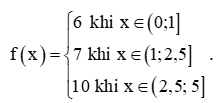 6 khi x ∈ (0;1]
f(x) = { 7 khi x ∈ (1;2,5] .
10 khi x ∈ (2,5; 5]